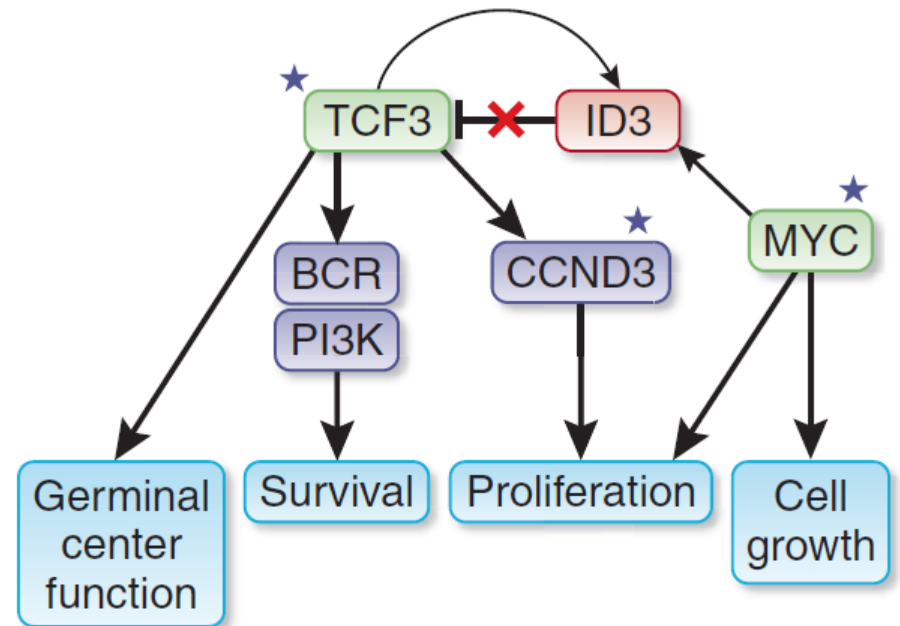 TCF3
ID3
MYC
BCR
CCND3
PI3K
Germinal
center
function
Survival
Proliferation
Cell
growth